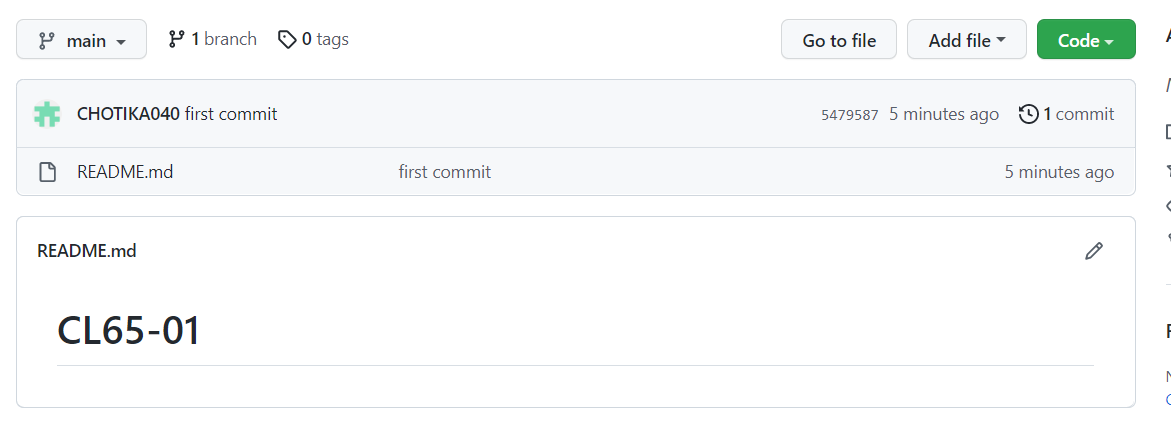 main 1 branch 0 tags Go to file Add file Code
CHOTIKA040 first commit 5479587 5 minutes ago 1 commit
README.md first commit 5 minutes ago
README.md
CL65-01